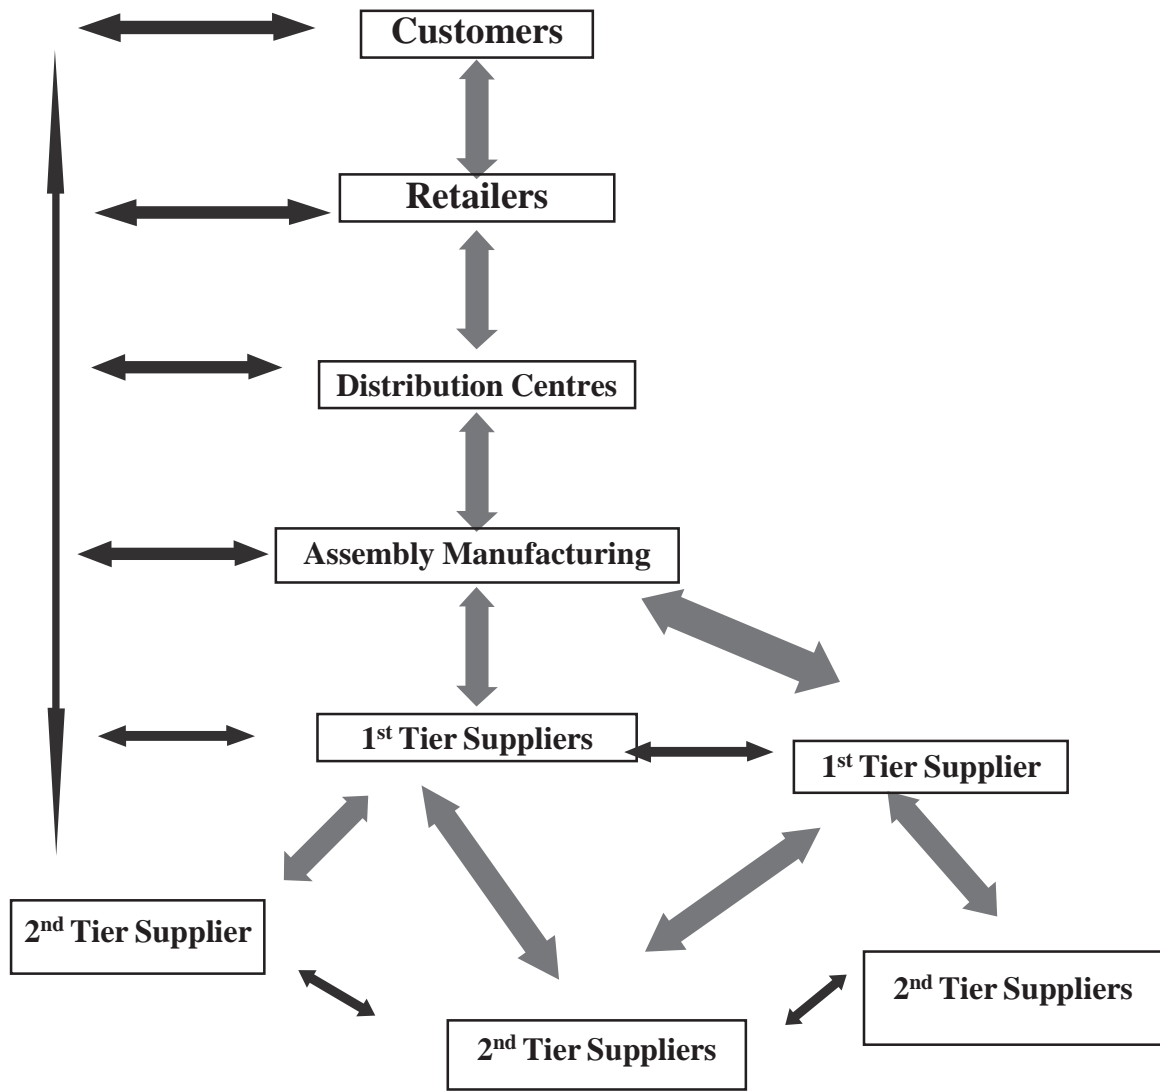 Customers
Retailers
Distribution Centres
Assembly Manufacturing
1st Tier Suppliers
1st Tier Supplier
2nd Tier Supplier
2nd Tier Suppliers
2nd Tier Suppliers